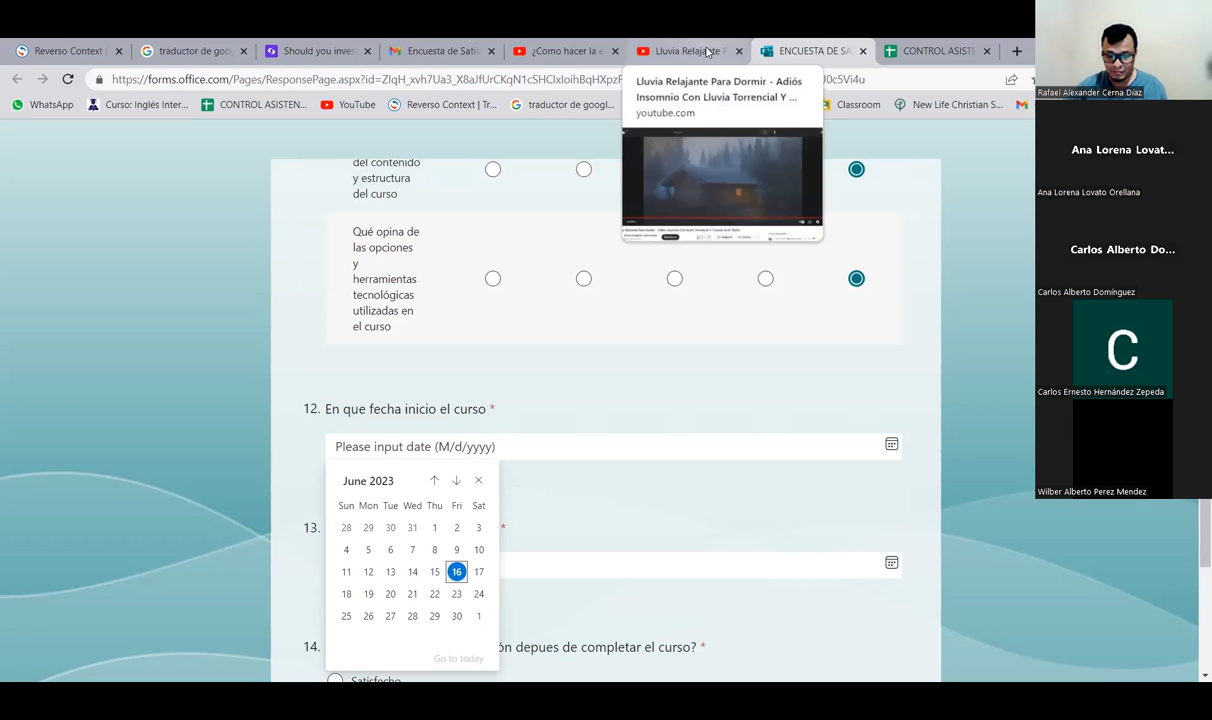 Reverso Context |
traductor de goog
Should you inves
Encuesta de Satis
¿Como hacer la e
Lluvia Relajante P
ENCUESTA DE SA
CONTROL ASISTE
https://forms.office.com/Pages/ResponsePage.aspx?id=
WhatsApp
Curso: Inglés Inter...
CONTROL ASISTEN...
YouTube
Reverso Context | Tr...
traductor de googl...
Classroom
New Life Christian S...
Lluvia Relajante Para Dormir - Adiós
Insomnio Con Lluvia Torrencial Y ...
youtube.com
del contenido
y estructura
del curso
Qué opina de
las opciones
y
herramientas
tecnológicas
utilizadas en
el curso
12. En que fecha inicio el curso *
Please input date (M/d/yyyy)
June 2023
Sun Mon Tue Wed Thu Fri Sat
28 29 30 31 1 2 3
4 5 6 7 8 9 10
11 12 13 14 15 16 17
18 19 20 21 22 23 24
25 26 27 28 29 30 1
Go to today
13. *
14. ón depues de completar el curso? *
Satisfecho
Rafael Alexander Cerna Díaz
Ana Lorena Lovat...
Ana Lorena Lovato Orellana
Carlos Alberto Do...
Carlos Alberto Domínguez
C
Carlos Ernesto Hernández Zepeda
Wilber Alberto Perez Mendez